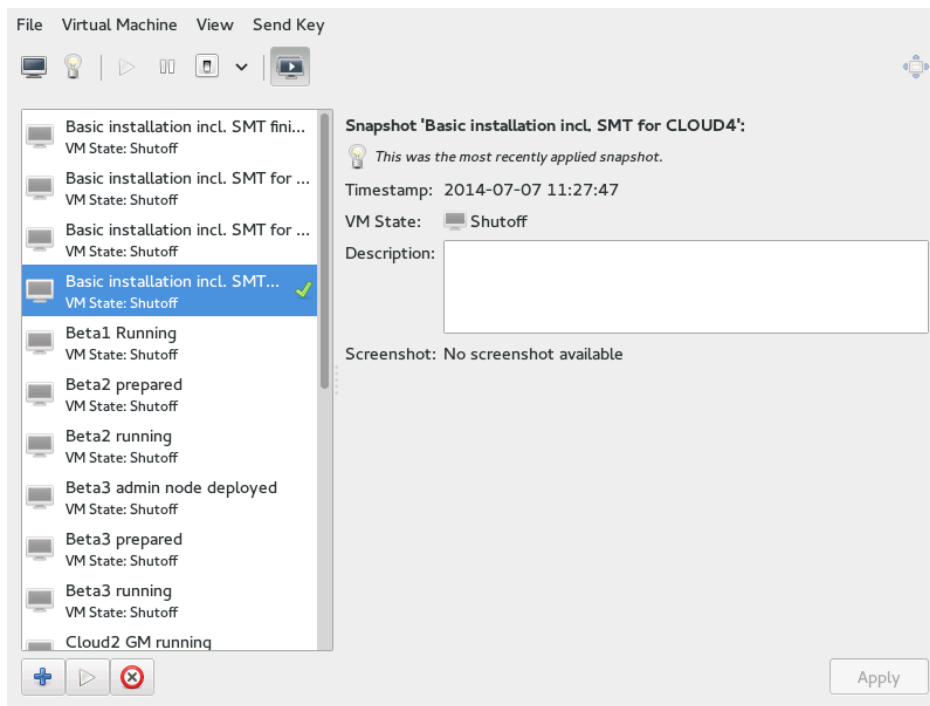 File Virtual Machine View Send Key
Basic installation incl. SMT fini...
VM State: Shutoff
Basic installation incl. SMT for ...
VM State: Shutoff
Basic installation incl. SMT for ...
VM State: Shutoff
Basic installation incl. SMT...
VM State: Shutoff
Beta1 Running
VM State: Shutoff
Beta2 prepared
VM State: Shutoff
Beta2 running
VM State: Shutoff
Beta3 admin node deployed
VM State: Shutoff
Beta3 prepared
VM State: Shutoff
Beta3 running
VM State: Shutoff
Cloud2 GM running
Snapshot 'Basic installation incl. SMT for CLOUD4':
This was the most recently applied snapshot.
Timestamp: 2014-07-07 11:27:47
VM State: Shutoff
Description:
Screenshot: No screenshot available
Apply